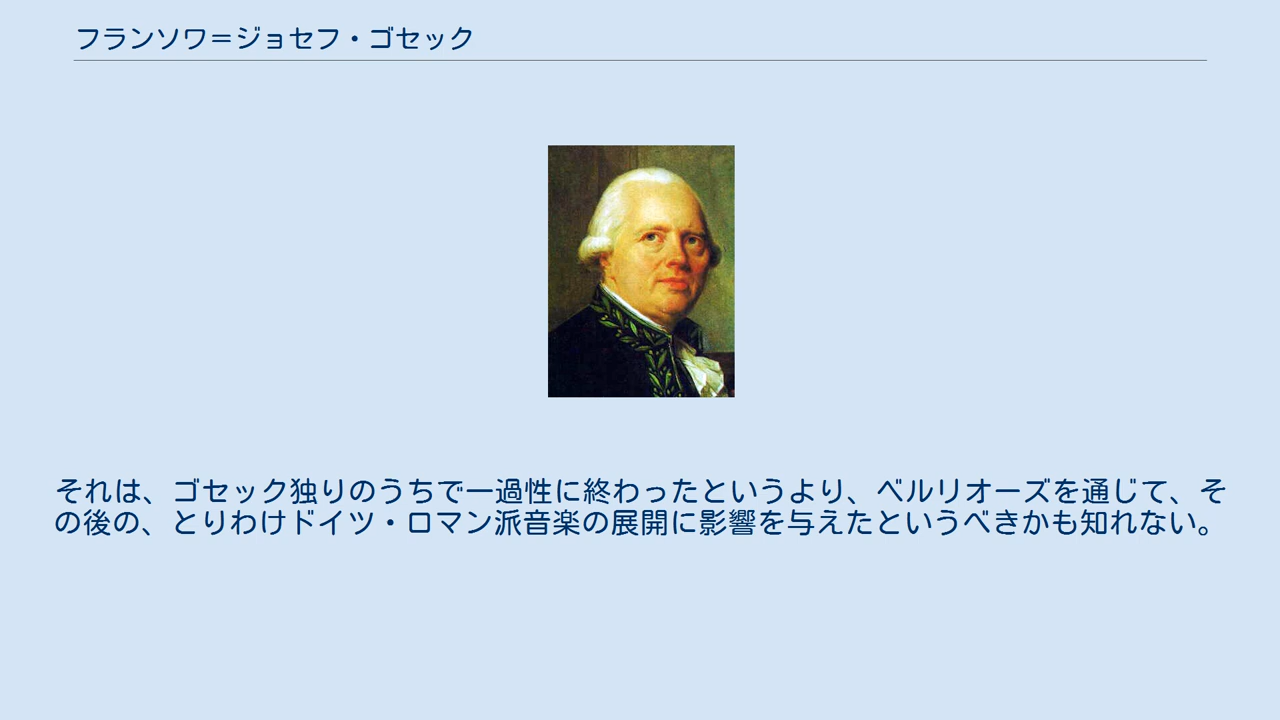 フランソワ＝ジョセフ・ゴセック
それは、ゴセック独りのうちで一過性に終わったというより、ベルリオーズを通じて、そ
の後の、とりわけドイツ・ロマン派音楽の展開に影響を与えたというべきかも知れない。